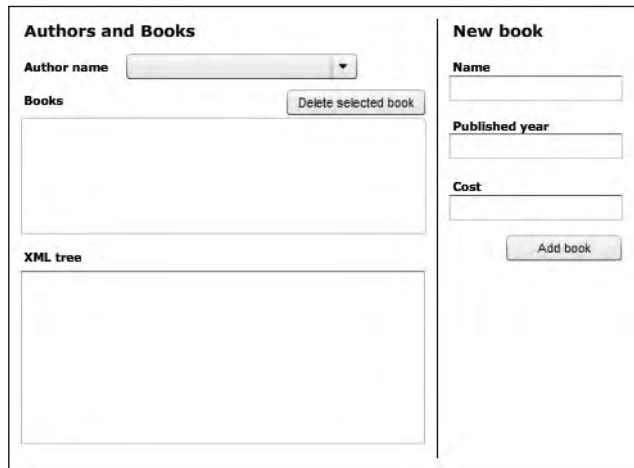 Authors and Books
Author name
Books
Delete selected book
XML tree
New book
Name
Published year
Cost
Add book